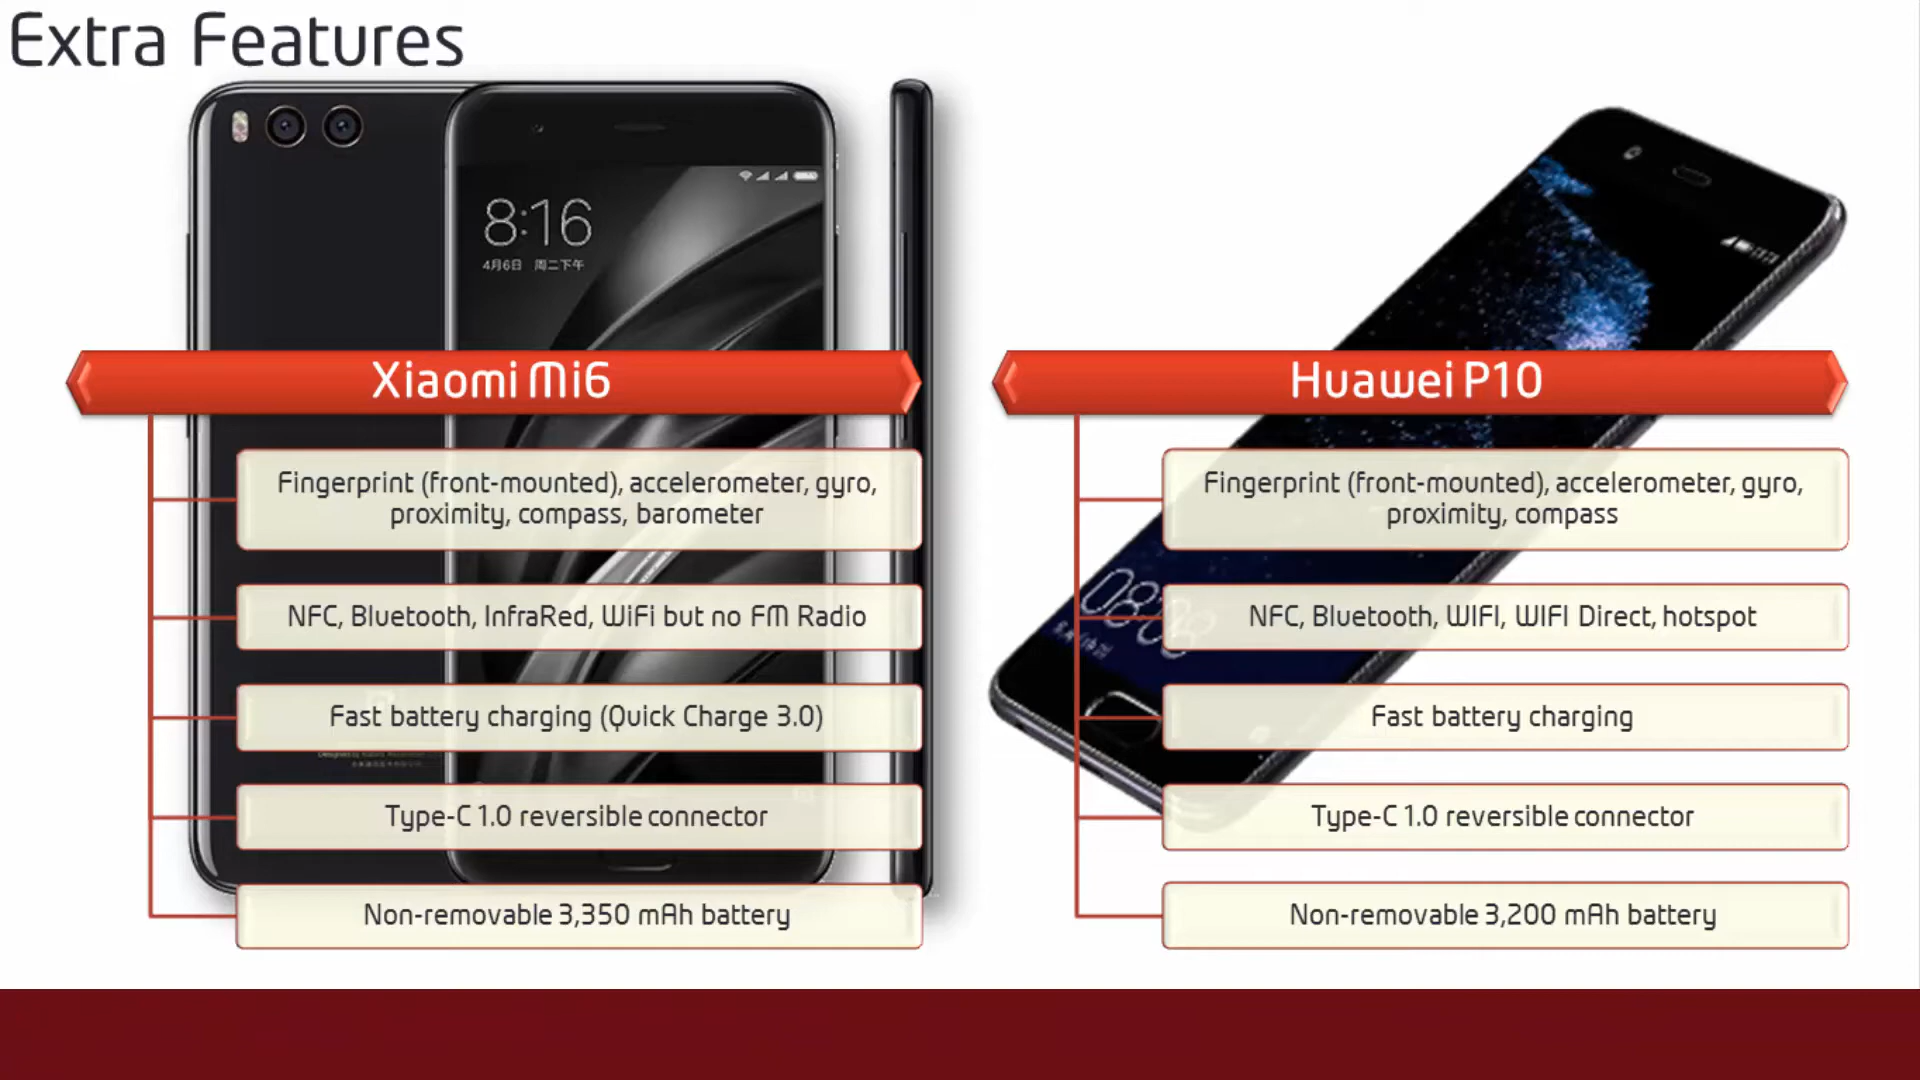 Extra Features
8:16
4月6日 周二下午
Xiaomi Mi6
Fingerprint (front-mounted), accelerometer, gyro,
proximity, compass, barometer
NFC, Bluetooth, InfraRed, WiFi but no FM Radio
Fast battery charging (Quick Charge 3.0)
Type-C 1.0 reversible connector
Non-removable 3,350 mAh battery
Huawei P10
Fingerprint (front-mounted), accelerometer, gyro,
proximity, compass
NFC, Bluetooth, WIFI, WIFI Direct, hotspot
08:08
Fast battery charging
Type-C 1.0 reversible connector
Non-removable 3,200 mAh battery